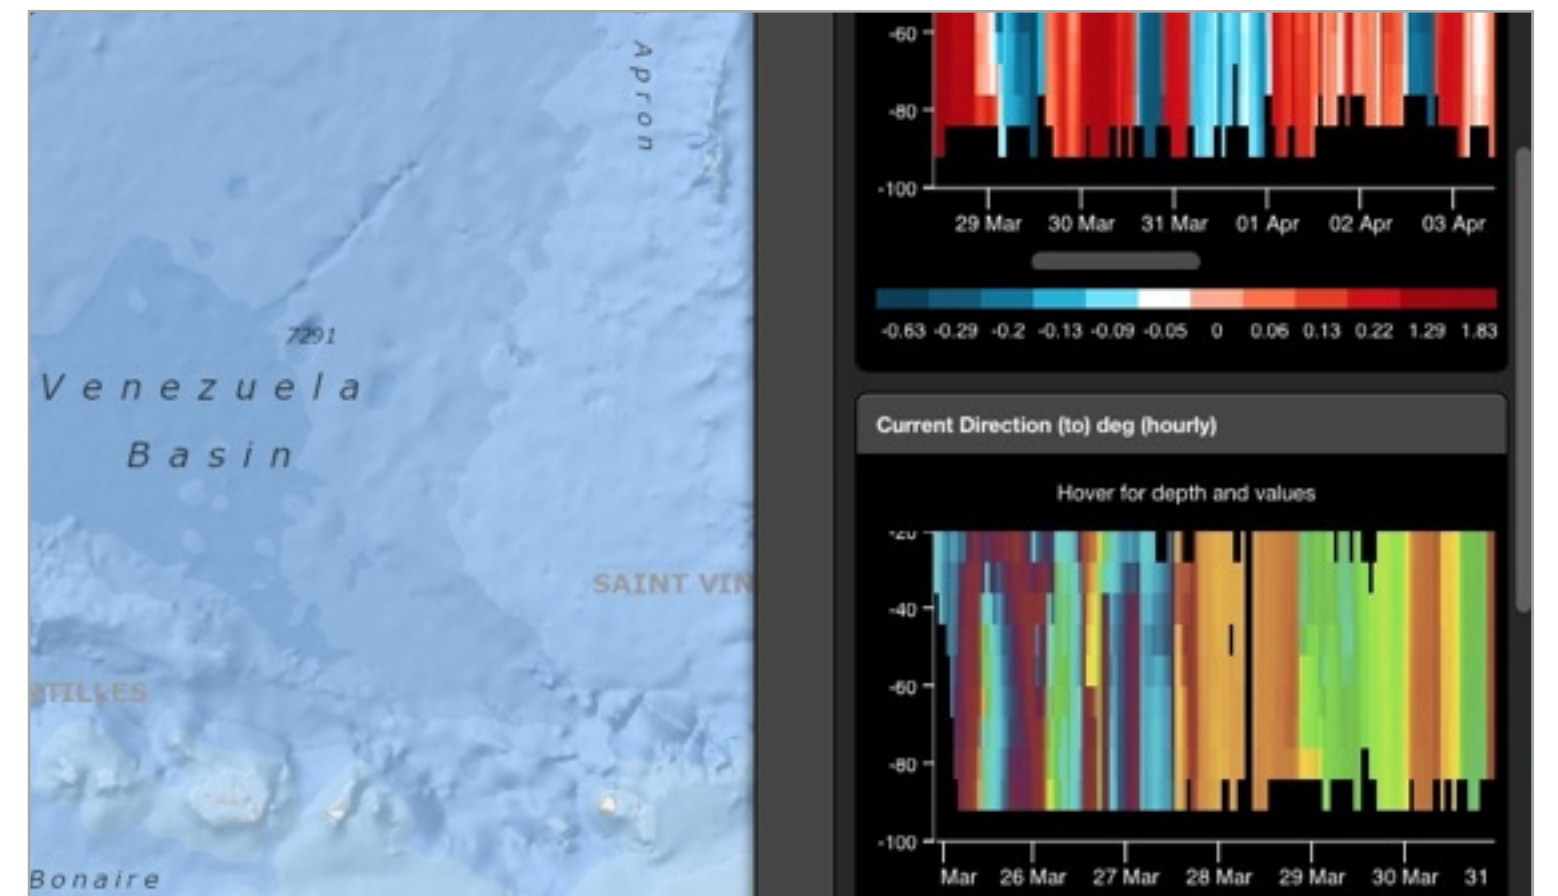 Apron
7291
Venezuela
Basin
SAINT VIN
TILLES
Bonaire
-60
-80
-100
29 Mar 30 Mar 31 Mar 01 Apr 02 Apr 03 Apr
-0.63 -0.29 -0.2 -0.13 -0.09 -0.05 0 0.06 0.13 0.22 1.29 1.83
Current Direction (to) deg (hourly)
Hover for depth and values
-20
-40
-60
-80
-100
Mar 26 Mar 27 Mar 28 Mar 29 Mar 30 Mar 31